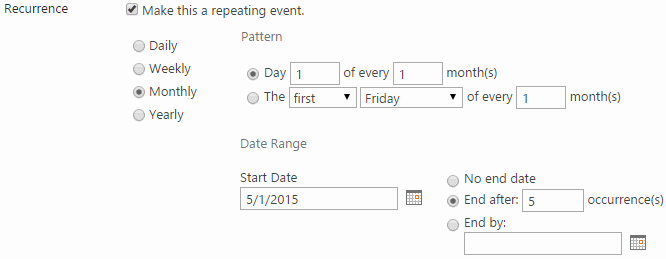 Recurrence Make this a repeating event.
Pattern
Daily
Weekly
Monthly
Yearly
Day 1 of every 1 month(s)
The first Friday of every 1 month(s)
Date Range
Start Date
5/1/2015
No end date
End after: 5 occurrence(s)
End by: